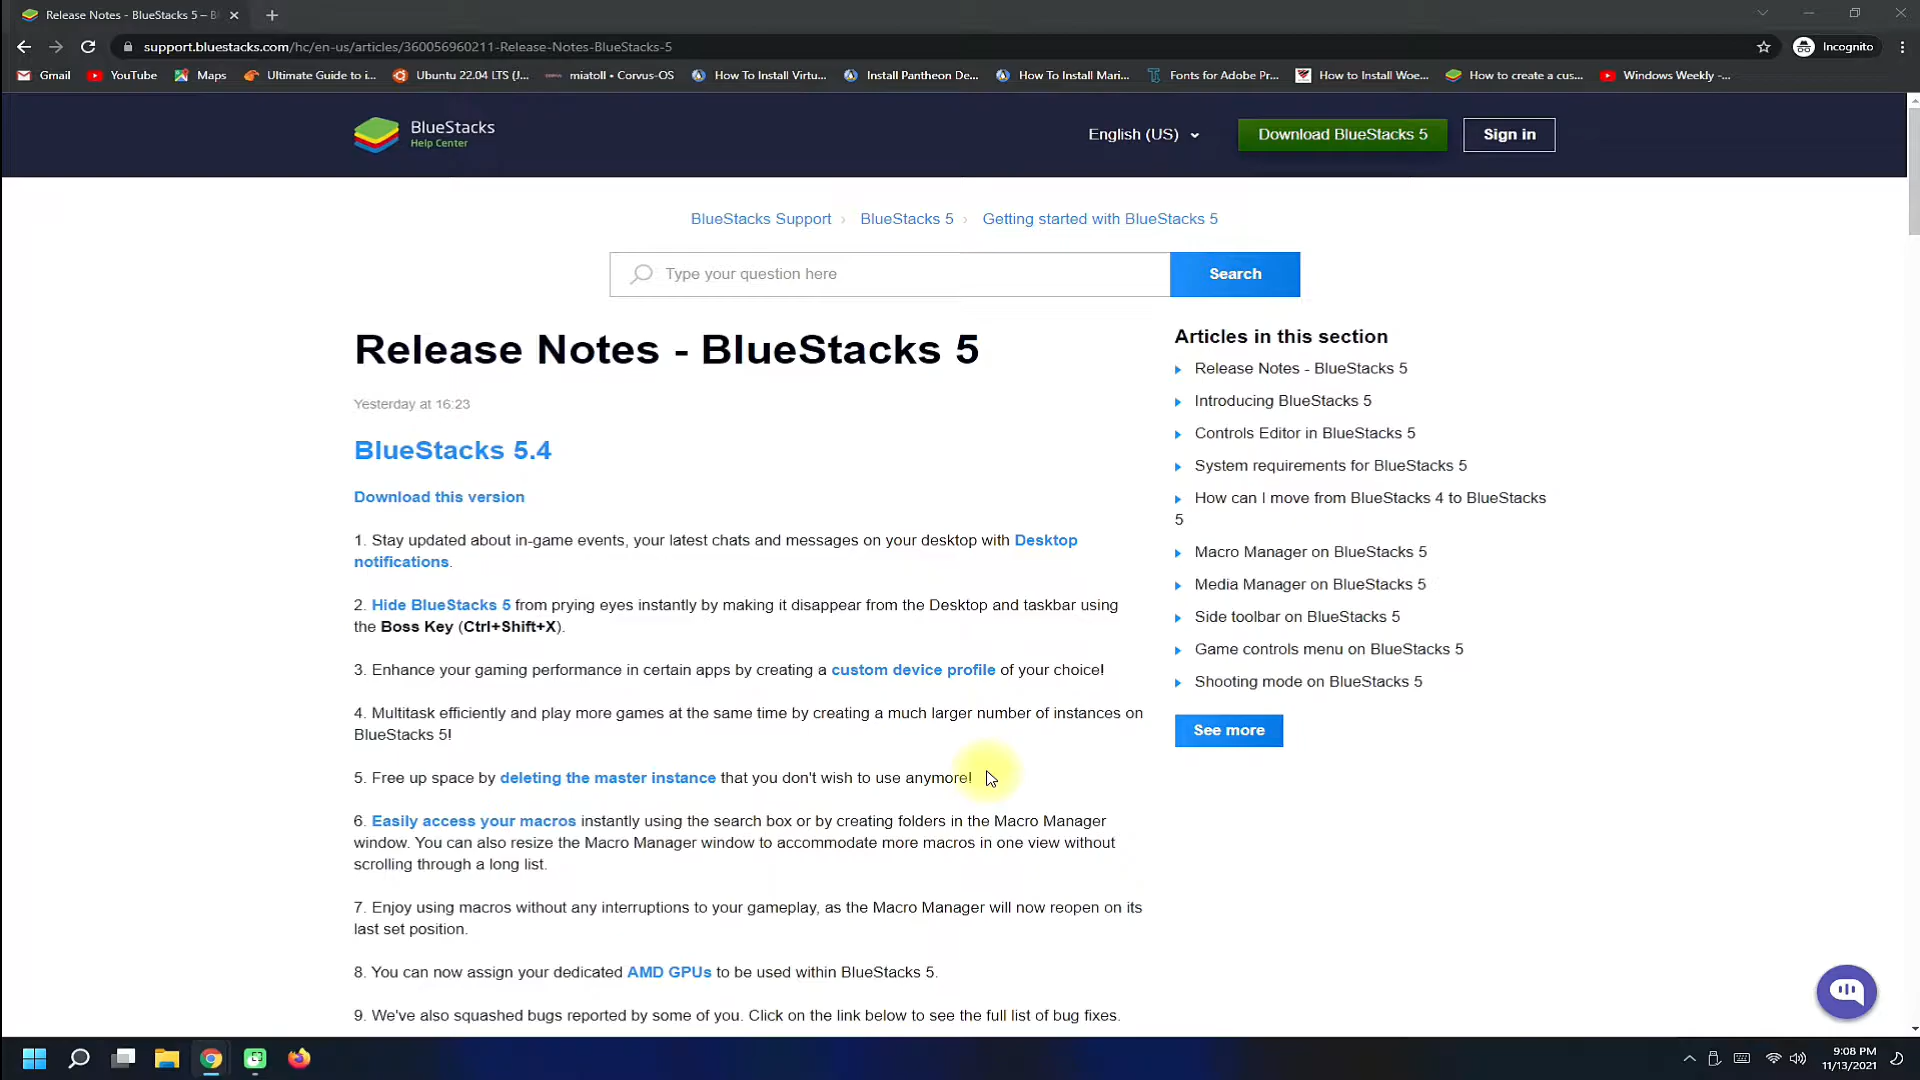 Release Notes - BlueStacks 5 – B
support.bluestacks.com/hc/en-us/articles/360056960211-Release-Notes-BlueStacks-5
Incognito
Gmail
YouTube
Maps
Ultimate Guide to i...
Ubuntu 22.04 LTS (J...
miatoll • Corvus-OS
How To Install Virtu...
Install Pantheon De...
How To Install Mari...
Fonts for Adobe Pr...
How to Install Woe...
How to create a cus...
Windows Weekly -...
BlueStacks
Help Center
English (US)
Download BlueStacks 5
Sign in
BlueStacks Support › BlueStacks 5 › Getting started with BlueStacks 5
Type your question here
Search
Release Notes - BlueStacks 5
Yesterday at 16:23
BlueStacks 5.4
Download this version
1. Stay updated about in-game events, your latest chats and messages on your desktop with Desktop
notifications.
2. Hide BlueStacks 5 from prying eyes instantly by making it disappear from the Desktop and taskbar using
the Boss Key (Ctrl+Shift+X).
3. Enhance your gaming performance in certain apps by creating a custom device profile of your choice!
4. Multitask efficiently and play more games at the same time by creating a much larger number of instances on
BlueStacks 5!
5. Free up space by deleting the master instance that you don't wish to use anymore!
6. Easily access your macros instantly using the search box or by creating folders in the Macro Manager
window. You can also resize the Macro Manager window to accommodate more macros in one view without
scrolling through a long list.
7. Enjoy using macros without any interruptions to your gameplay, as the Macro Manager will now reopen on its
last set position.
8. You can now assign your dedicated AMD GPUs to be used within BlueStacks 5.
9. We've also squashed bugs reported by some of you. Click on the link below to see the full list of bug fixes.
Articles in this section
Release Notes - BlueStacks 5
Introducing BlueStacks 5
Controls Editor in BlueStacks 5
System requirements for BlueStacks 5
How can I move from BlueStacks 4 to BlueStacks
5
Macro Manager on BlueStacks 5
Media Manager on BlueStacks 5
Side toolbar on BlueStacks 5
Game controls menu on BlueStacks 5
Shooting mode on BlueStacks 5
See more
9:08 PM
11/13/2021